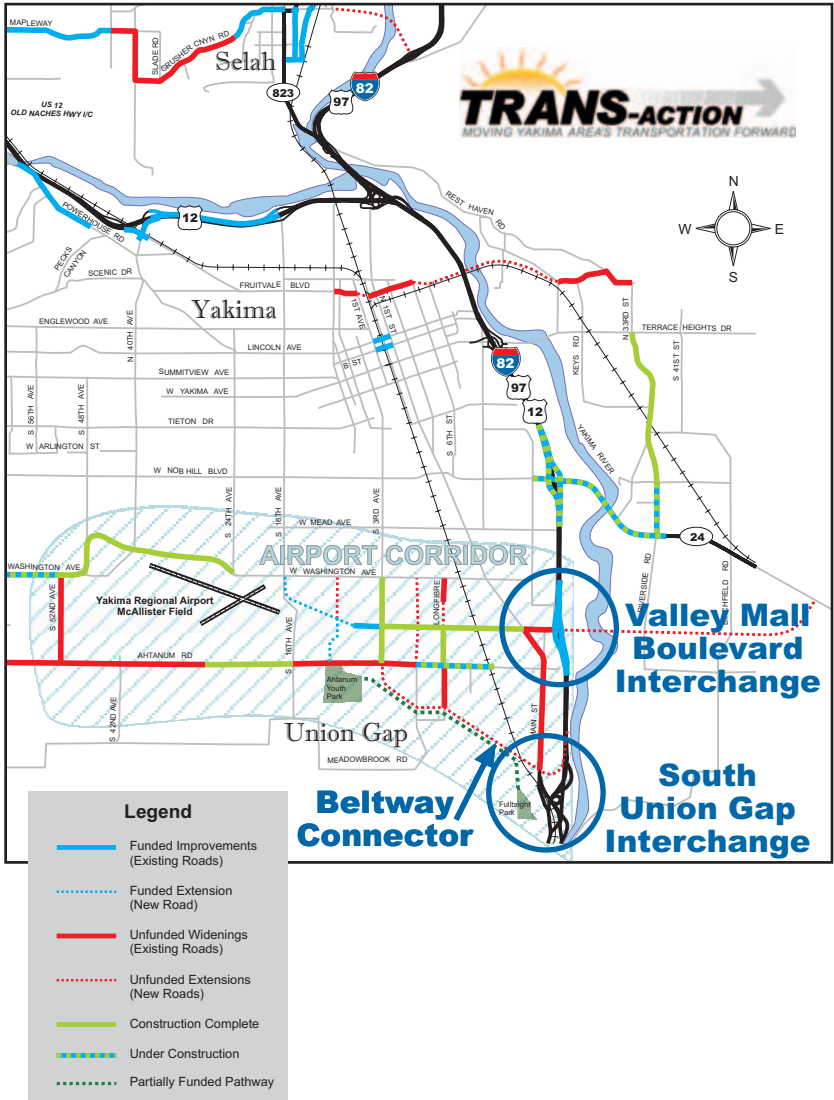 MAPLEWAY
SLADE RD
GRUSHER CNYN RD
Selah
823
97
82
US 12
OLD NACHES HWY I/C
TRANS-ACTION
MOVING YAKIMA AREA'S TRANSPORTATION FORWARD
N
W
E
S
POWERHOUSE RD
12
REST HAVEN RD
PECKS
CANYON
SCENIC DR
FRUITVALE BLVD
Yakima
1ST AVE
N 1ST ST
ENGLEWOOD AVE
N 40TH AVE
LINCOLN AVE
B ST
N 33RD ST
TERRACE HEIGHTS DR
KEYS RD
S 41ST ST
82
97
12
SUMMITVIEW AVE
W YAKIMA AVE
S 56TH AVE
S 48TH AVE
TIETON DR
S 6TH ST
W ARLINGTON ST
YAKIMA RIVER
W NOB HILL BLVD
S 24TH AVE
S 16TH AVE
S 3RD AVE
W MEAD AVE
24
AIRPORT CORRIDOR
WASHINGTON AVE
W WASHINGTON AVE
S 52ND AVE
Yakima Regional Airport
McAllister Field
LONGFIBRE
S 16TH AVE
Valley Mall
Boulevard
Interchange
AHTANUM RD
Ahtanum
Youth
Park
S 42ND AVE
Union Gap
MAIN ST
MEADOWBROOK RD
Beltway
Connector
Fullbright
Park
South
Union Gap
Interchange
Legend
Funded Improvements
(Existing Roads)
Funded Extension
(New Road)
Unfunded Widenings
(Existing Roads)
Unfunded Extensions
(New Roads)
Construction Complete
Under Construction
Partially Funded Pathway